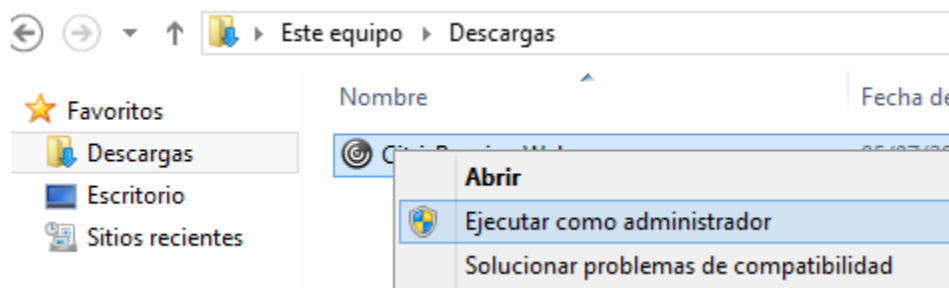 Este equipo Descargas
Nombre
Fecha de
Favoritos
Descargas
Escritorio
Sitios recientes
Abrir
Ejecutar como administrador
Solucionar problemas de compatibilidad